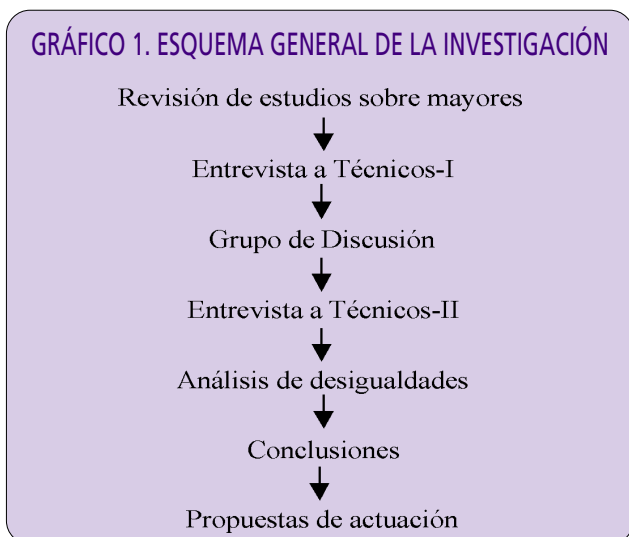 GRÁFICO 1. ESQUEMA GENERAL DE LA INVESTIGACIÓN
Revisión de estudios sobre mayores
Entrevista a Técnicos-I
Grupo de Discusión
Entrevista a Técnicos-II
Análisis de desigualdades
Conclusiones
Propuestas de actuación